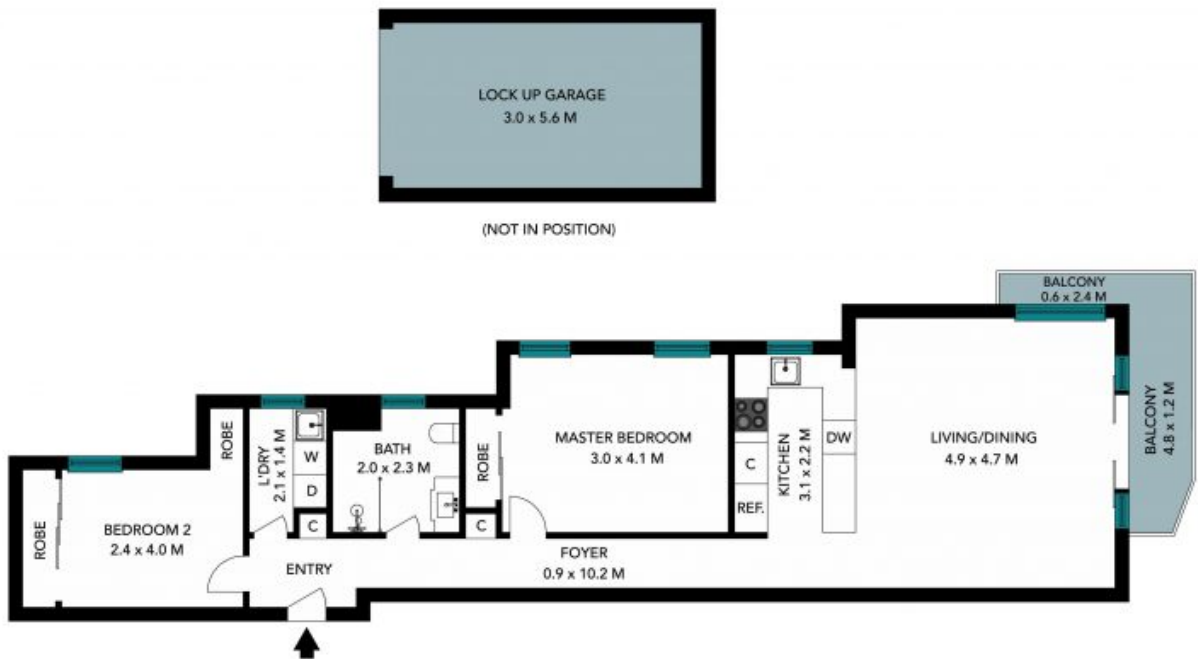 LOCK UP GARAGE
3.0 x 5.6 M
(NOT IN POSITION)
BALCONY
0.6 x 2.4 M
BALCONY
4.8 x 1.2 M
ROBE
BEDROOM 2
2.4 x 4.0 M
ROBE
L'DRY
2.1 x 1.4 M
W
D
C
ENTRY
BATH
2.0 x 2.3 M
ROBE
C
MASTER BEDROOM
3.0 x 4.1 M
C
REF.
KITCHEN
3.1 x 2.2 M
DW
LIVING/DINING
4.9 x 4.7 M
FOYER
0.9 x 10.2 M